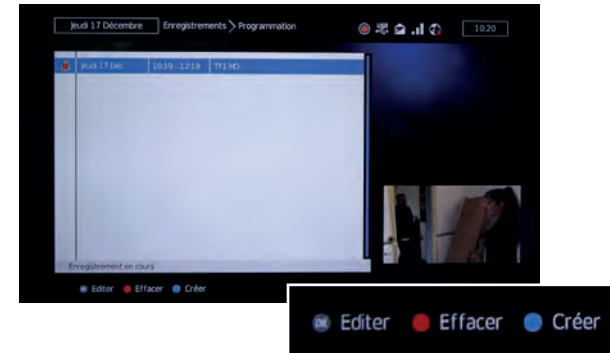 Jeudi 17 Décembre Enregistrements > Programmation 10:20
Jeudi 17 Déc 10:19 - 12:19 TF1 HD
Enregistrement en cours
OK Editer Effacer Créer
OK Editer Effacer Créer